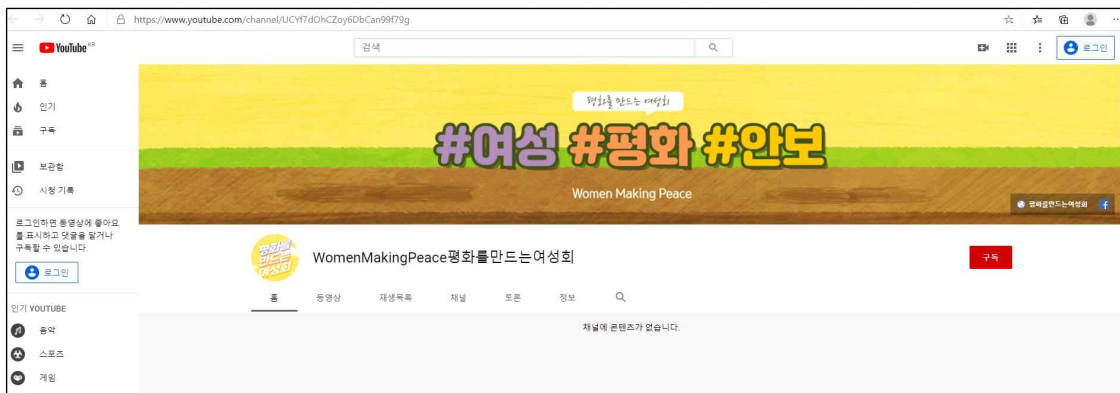 https://www.youtube.com/channel/UCYf7dOhCZoy6DbCan99f79g
YouTube KR
검색
로그인
홈
인기
구독
보관함
시청 기록
로그인하면 동영상에 좋아요
를 표시하고 댓글을 달거나
구독할 수 있습니다.
로그인
인기 YOUTUBE
음악
스포츠
게임
평화를 만드는 여성회
#여성 #평화 #안보
Women Making Peace
평화를만드는여성회
평화를
만드는
여성회
WomenMakingPeace평화를만드는여성회
구독
홈 동영상 재생목록 채널 토론 정보
채널에 콘텐츠가 없습니다.